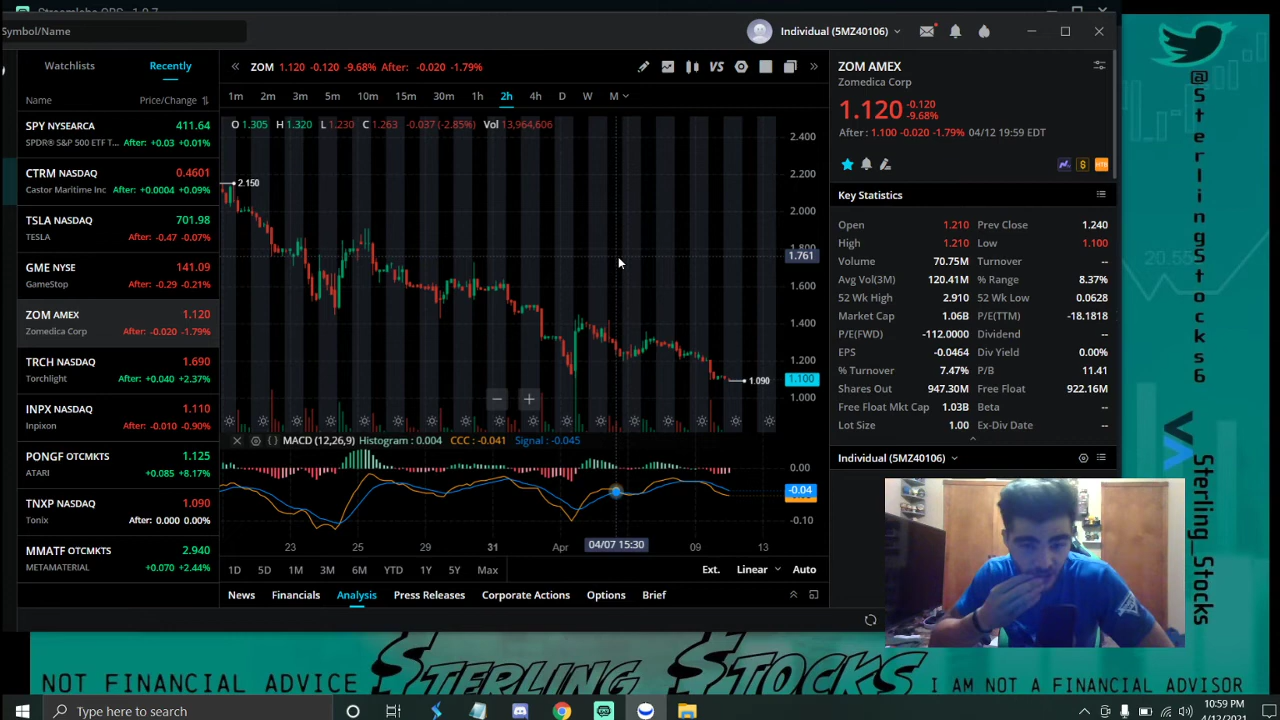 Symbol/Name
Individual (5MZ40106)
Watchlists Recently
Name Price/Change
SPY NYSEARCA 411.64
SPDR® S&P 500 ETF T... After: +0.03 +0.01%
CTRM NASDAQ 0.4601
Castor Maritime Inc After: +0.0004 +0.09%
TSLA NASDAQ 701.98
TESLA After: -0.47 -0.07%
GME NYSE 141.09
GameStop After: -0.29 -0.21%
ZOM AMEX 1.120
Zomedica Corp After: -0.020 -1.79%
TRCH NASDAQ 1.690
Torchlight After: +0.040 +2.37%
INPX NASDAQ 1.110
Inpixon After: -0.010 -0.90%
PONGF OTCMKTS 1.125
ATARI +0.085 +8.17%
TNXP NASDAQ 1.090
Tonix After: 0.000 0.00%
MMATF OTCMKTS 2.940
METAMATERIAL +0.070 +2.44%
ZOM 1.120 -0.120 -9.68% After: -0.020 -1.79%
VS
1m 2m 3m 5m 10m 15m 30m 1h 2h 4h D W M
O 1.305 H 1.320 L 1.230 C 1.263 -0.037 (-2.85%) Vol 13,964,606
2.400
2.200
2.150
2.000
1.800
1.761
1.600
1.400
1.200
1.100
1.090
1.000
MACD (12,26,9) Histogram : 0.004 CCC : -0.041 Signal : -0.045
0.00
-0.04
-0.10
23 25 29 31 Apr 04/07 15:30 09 13
1D 5D 1M 3M 6M YTD 1Y 5Y Max Ext. Linear Auto
News Financials Analysis Press Releases Corporate Actions Options Brief
ZOM AMEX
Zomedica Corp
1.120 -0.120
-9.68%
After : 1.100 -0.020 -1.79% 04/12 19:59 EDT
Key Statistics
Open 1.210 Prev Close 1.240
High 1.210 Low 1.100
Volume 70.75M Turnover --
Avg Vol(3M) 120.41M % Range 8.37%
52 Wk High 2.910 52 Wk Low 0.0628
Market Cap 1.06B P/E(TTM) -18.1818
P/E(FWD) -112.0000 Dividend --
EPS -0.0464 Div Yield 0.00%
% Turnover 7.47% P/B 11.41
Shares Out 947.30M Free Float 922.16M
Free Float Mkt Cap 1.03B Beta --
Lot Size 1.00 Ex-Div Date --
Individual (5MZ40106)
@Sterlingstocks6
Sterling_Stocks
NOT FINANCIAL ADVICE STERLING STOCKS I AM NOT A FINANCIAL ADVISOR
Type here to search
10:59 PM